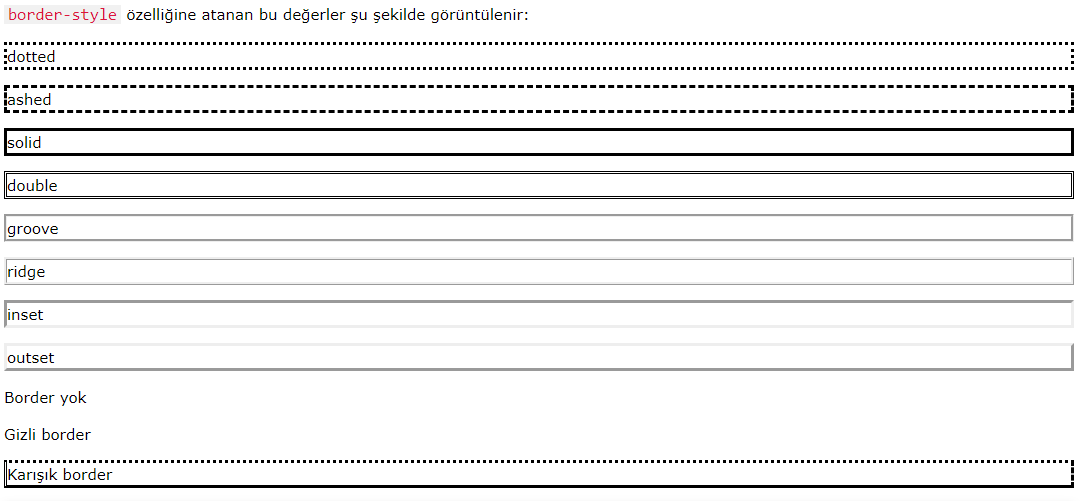 border-style özelliğine atanan bu değerler şu şekilde görüntülenir:
dotted
ashed
solid
double
groove
ridge
inset
outset
Border yok
Gizli border
Karışık border